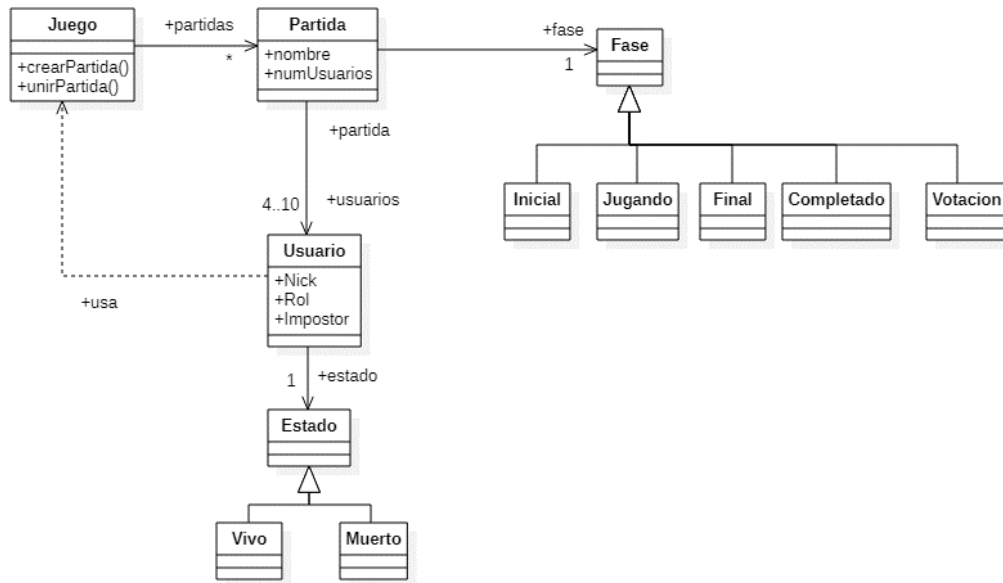 Juego
+crearPartida()
+unirPartida()
+partidas
*
Partida
+nombre
+numUsuarios
+fase
1
Fase
Inicial
Jugando
Final
Completado
Votacion
+partida
4..10
+usuarios
Usuario
+Nick
+Rol
+Impostor
+usa
1
+estado
Estado
Vivo
Muerto